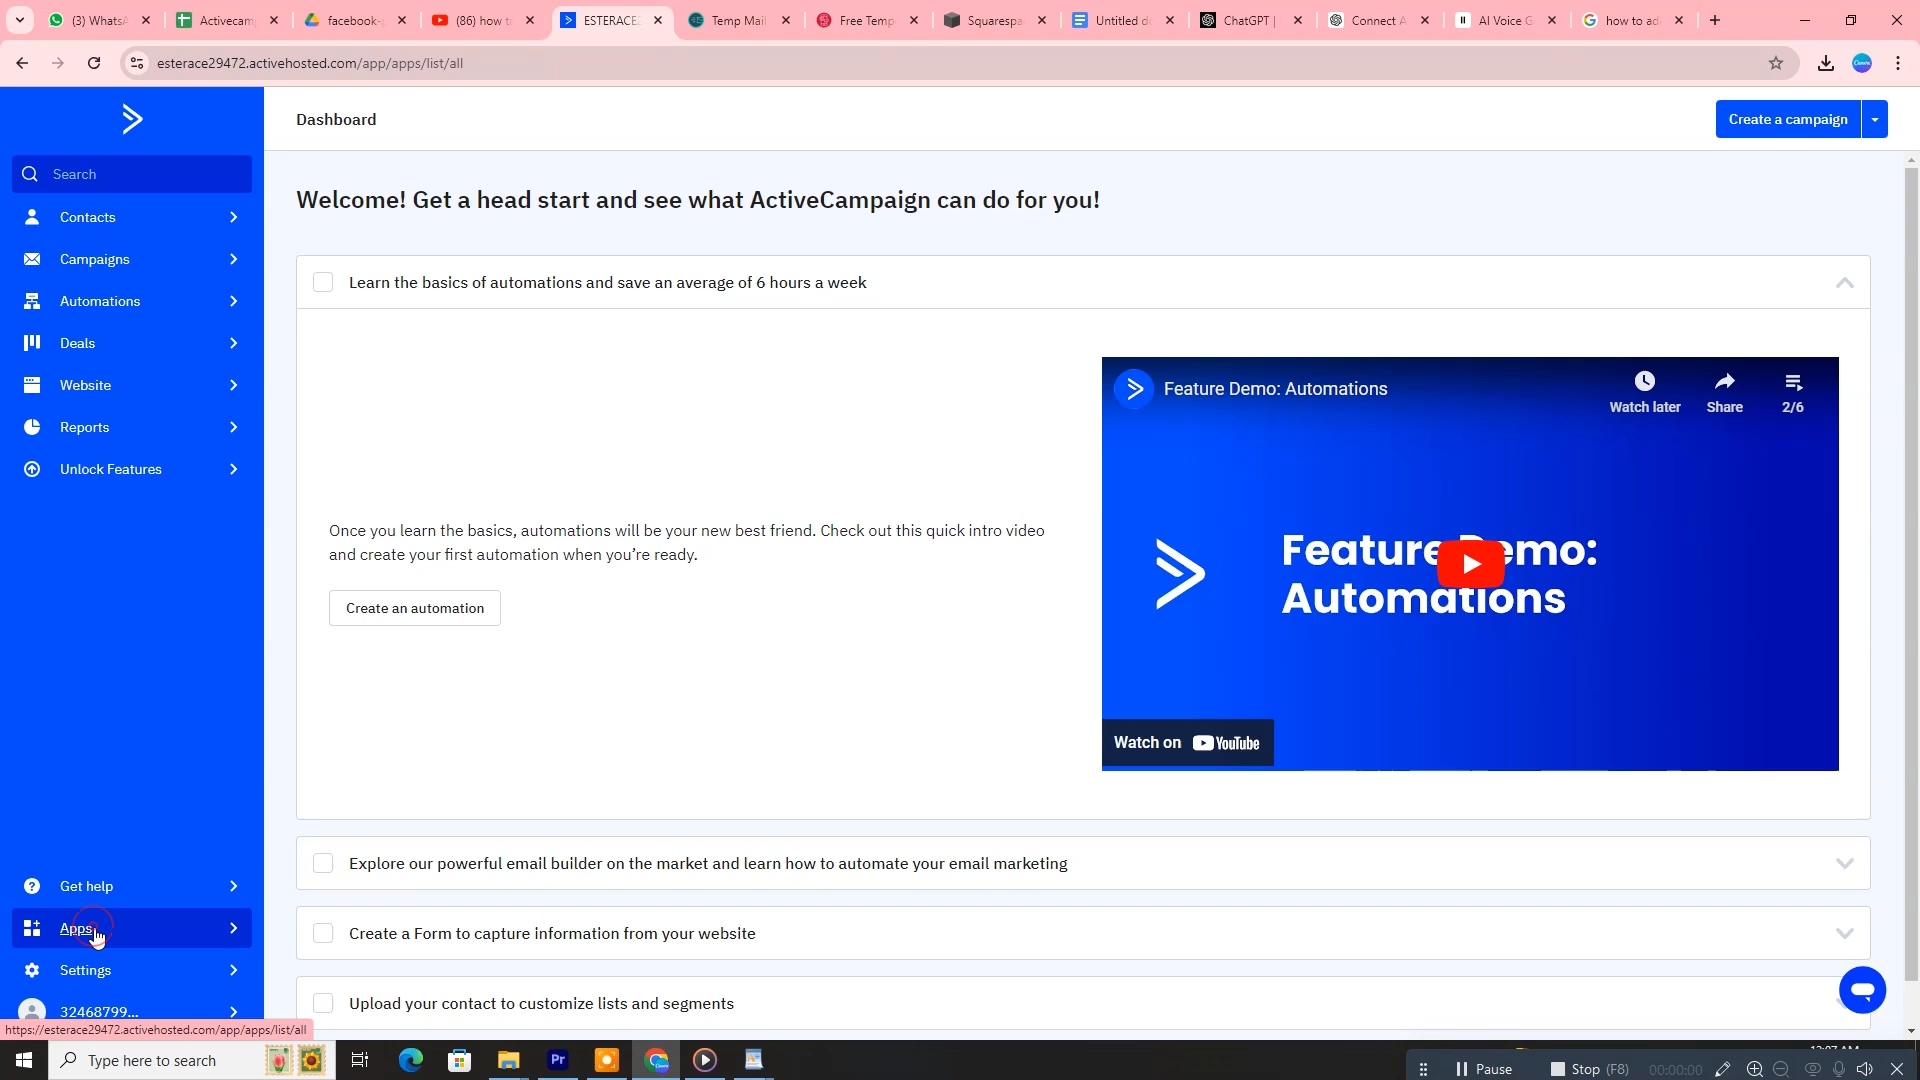 (3) Whats
Activecam
facebook-
(86) how t
ESTERACE
Temp Mail
Free Temp
Squarespa
Untitled d
ChatGPT |
Connect A
AI Voice G
how to ad
esterace29472.activehosted.com/app/apps/list/all
Search
Contacts
Campaigns
Automations
Deals
Website
Reports
Unlock Features
Get help
Apps
Settings
32468799...
https://esterace29472.activehosted.com/app/apps/list/all
Dashboard
Create a campaign
Welcome! Get a head start and see what ActiveCampaign can do for you!
Learn the basics of automations and save an average of 6 hours a week
Once you learn the basics, automations will be your new best friend. Check out this quick intro video
and create your first automation when you're ready.
Create an automation
Feature Demo: Automations
Watch later
Share
2/6
Feature Demo:
Automations
Watch on YouTube
Explore our powerful email builder on the market and learn how to automate your email marketing
Create a Form to capture information from your website
Upload your contact to customize lists and segments
Type here to search
Pr
Pause
Stop (F8)
00:00:00